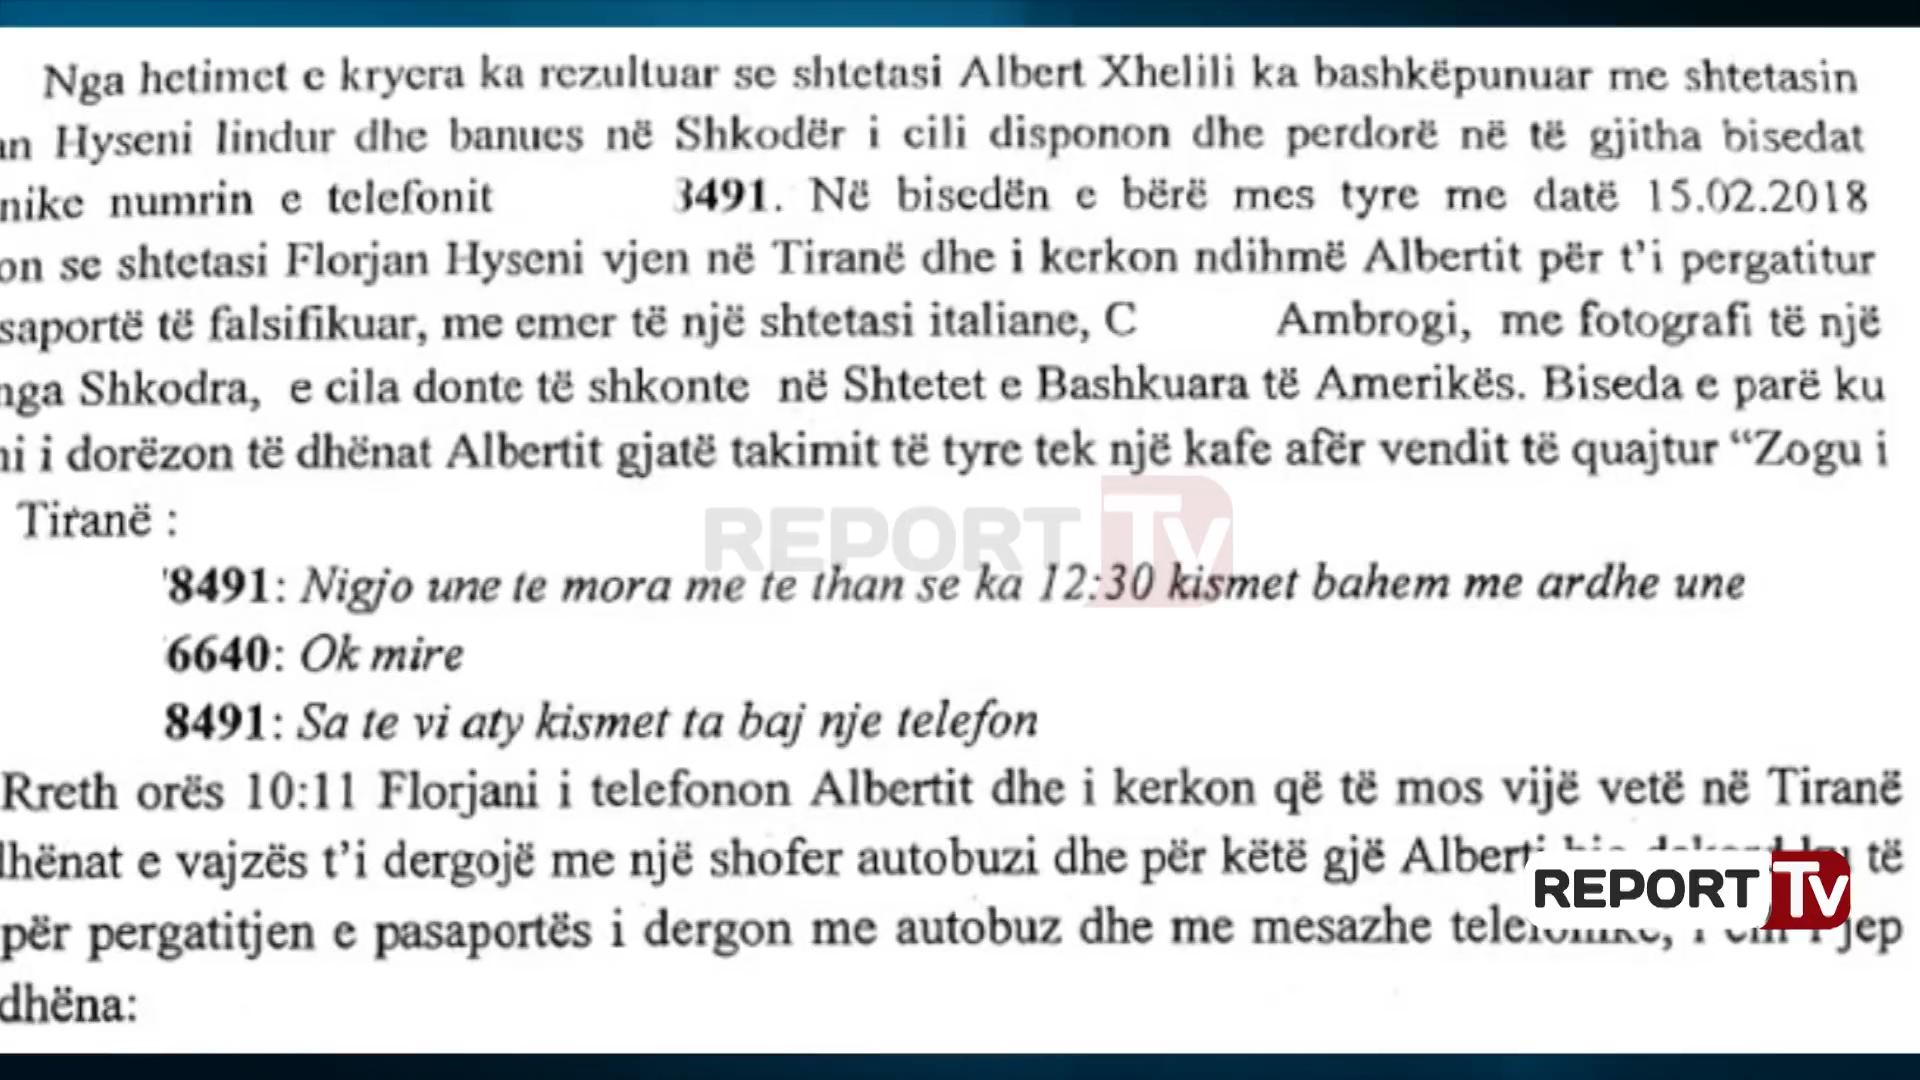 Nga hetimet e kryera ka rezultuar se shtetasi Albert Xhelili ka bashkëpunuar me shtetasin
an Hyseni lindur dhe banues në Shkodër i cili disponon dhe perdorë në të gjitha bisedat
nike numrin e telefonit 3491. Në bisedën e bërë mes tyre me datë 15.02.2018
on se shtetasi Florjan Hyseni vjen në Tiranë dhe i kerkon ndihmë Albertit për t'i pergatitur
saportë të falsifikuar, me emer të një shtetasi italiane, C Ambrogi, me fotografi të një
nga Shkodra, e cila donte të shkonte në Shtetet e Bashkuara të Amerikës. Biseda e parë ku
ni i dorëzon të dhënat Albertit gjatë takimit të tyre tek një kafe afër vendit të quajtur “Zogu i
Tiranë :
REPORT Tv
8491: Nigjo une te mora me te than se ka 12:30 kismet bahem me ardhe une
6640: Ok mire
8491: Sa te vi aty kismet ta baj nje telefon
Rreth orës 10:11 Florjani i telefonon Albertit dhe i kerkon që të mos vijë vetë në Tiranë
lhënat e vajzës t'i dergojë me një shofer autobuzi dhe për këtë gjë Alberti të
për pergatitjen e pasaportës i dergon me autobuz dhe me mesazhe jep
dhëna:
REPORT Tv